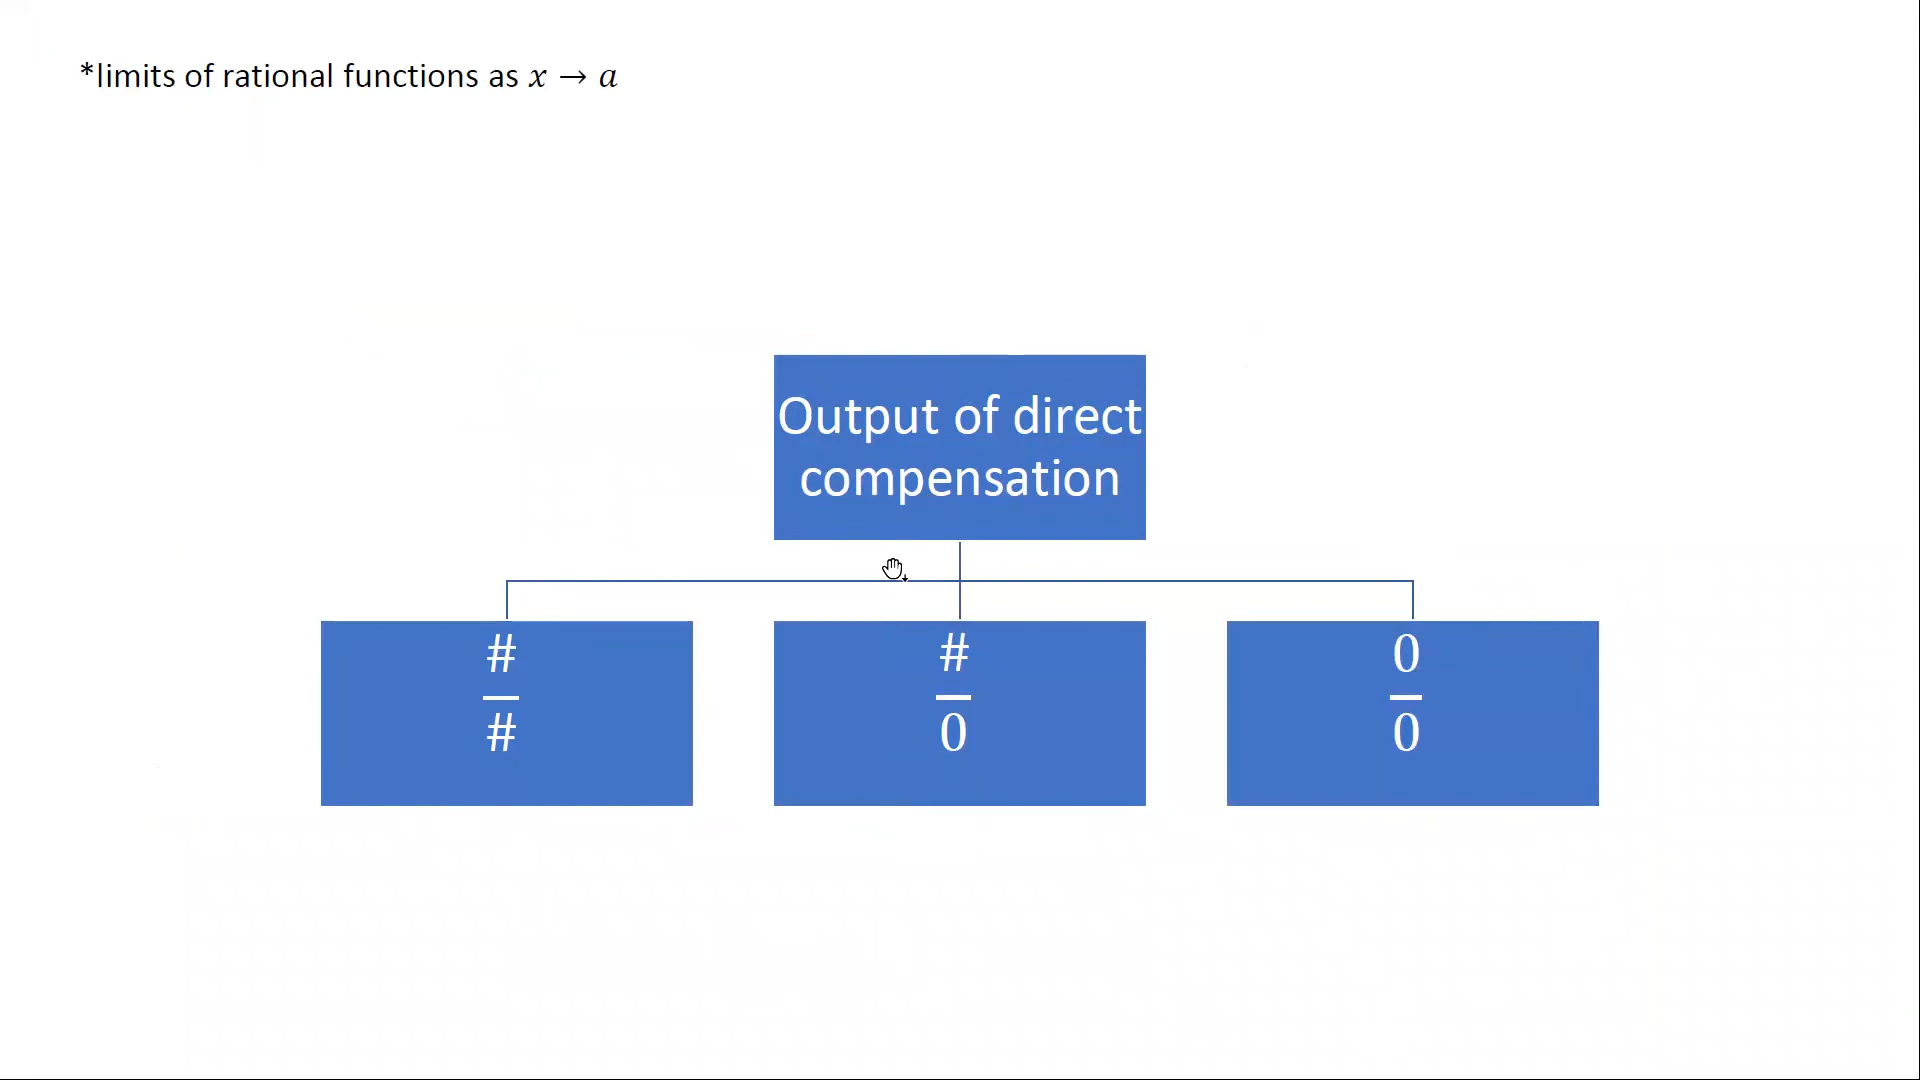 *limits of rational functions as 𝑥 → 𝑎
Output of direct
compensation
#
#
#
0
0
0